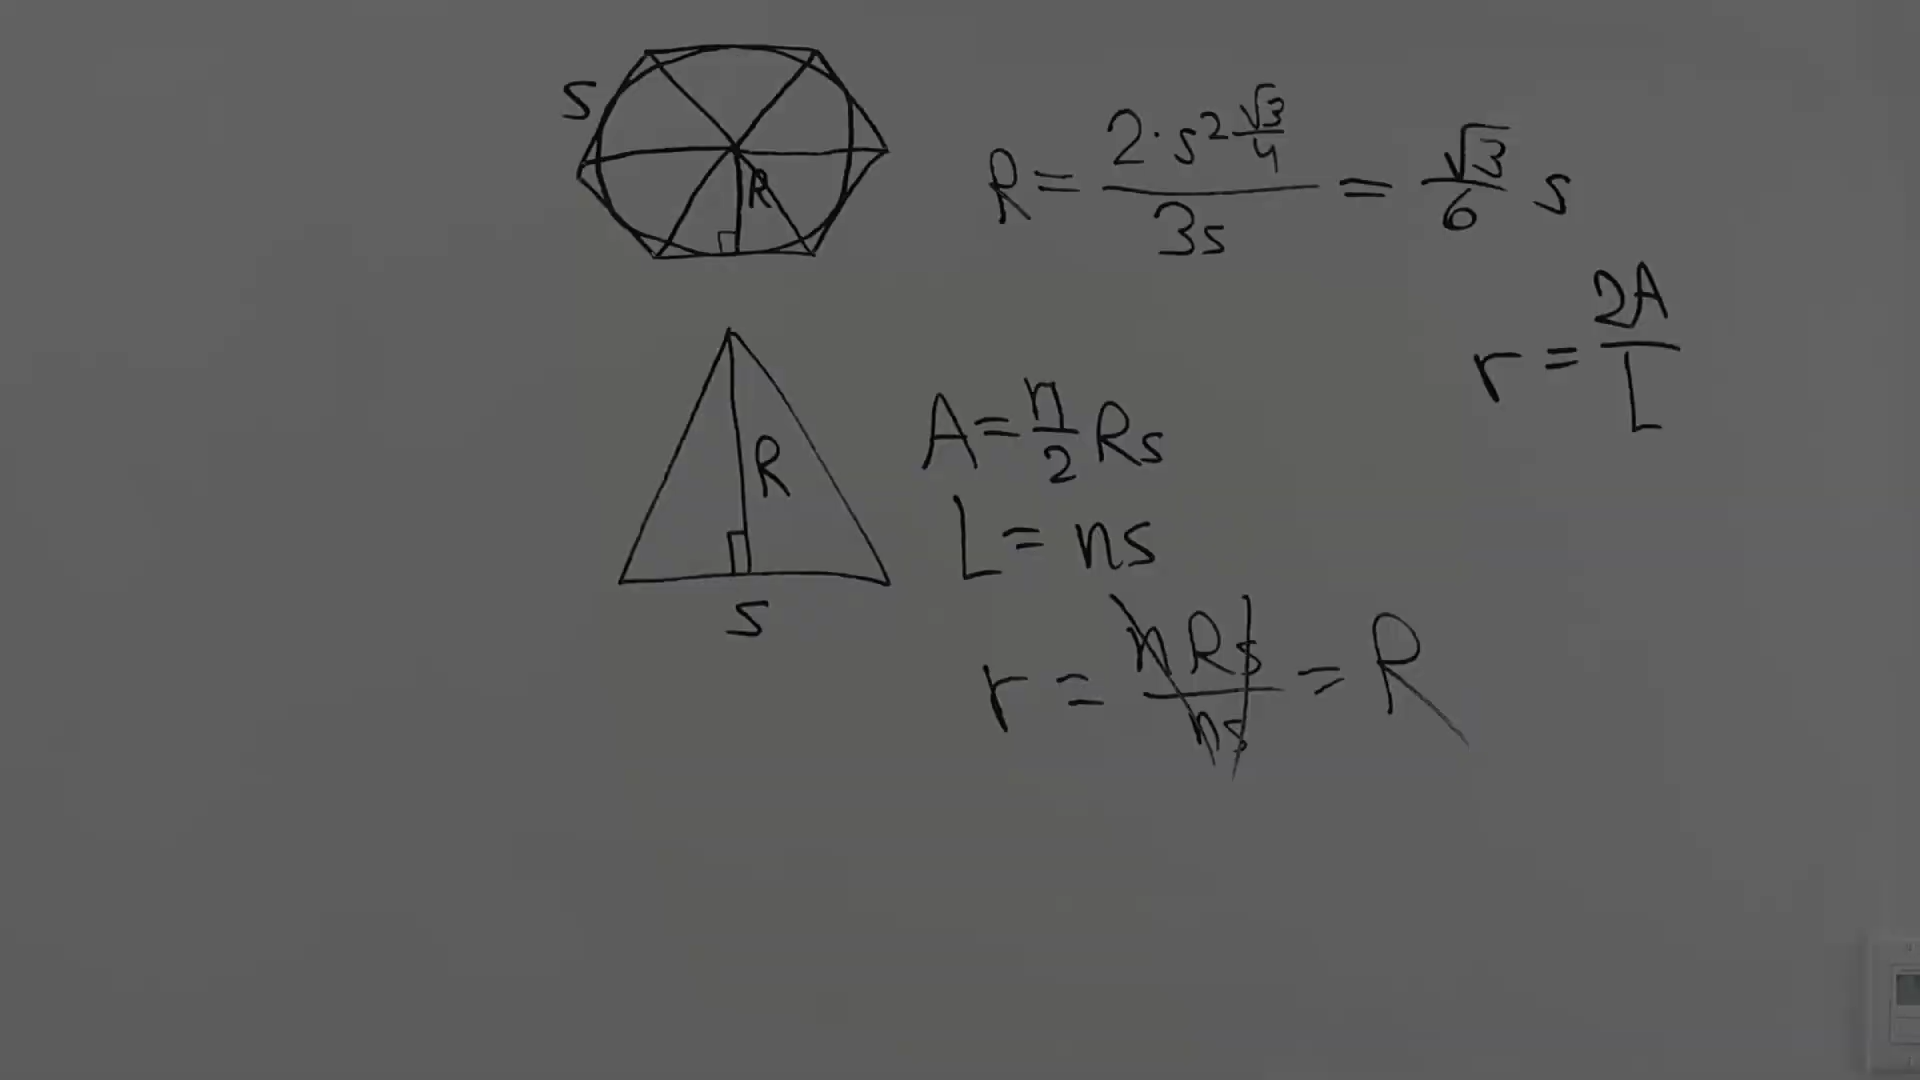 S
R
R = 2·s² √3/4 / 3s = √3/6 s
r = 2A/L
R
S
A = n/2 Rs
L = ns
r = nRs/ns = R